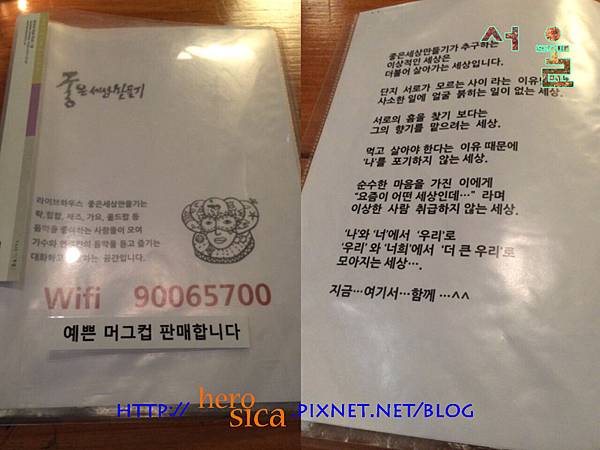 좋은세상만들기
라이브하우스 좋은세상만들기는
락,힙합, 재즈, 가요, 올드팝 등
음악을 좋아하는 사람들이 모여
가수와 음악을 듣고 즐기는
대화하고 공간입니다.
Wifi 90065700
예쁜 머그컵 판매합니다
서울
SEOUL
좋은세상만들기가 추구하는
이상적인 세상은
더불어 살아가는 세상입니다.
단지 서로가 모르는 사이 라는 이유
사소한 일에 얼굴 붉히는 일이 없는 세상.
서로의 흠을 찾기 보다는
그의 향기를 맡으려는 세상.
먹고 살아야 한다는 이유 때문에
'나'를 포기하지 않는 세상.
순수한 마음을 가진 이에게
“요즘이 어떤 세상인데…” 라며
이상한 사람 취급하지 않는 세상.
'나'와 '너'에서 '우리'로
'우리'와 '너희'에서 '더 큰 우리'로
모아지는 세상….
지금…여기서…함께 …^^
HTTP:// hero sica PIXNET.NET/BLOG